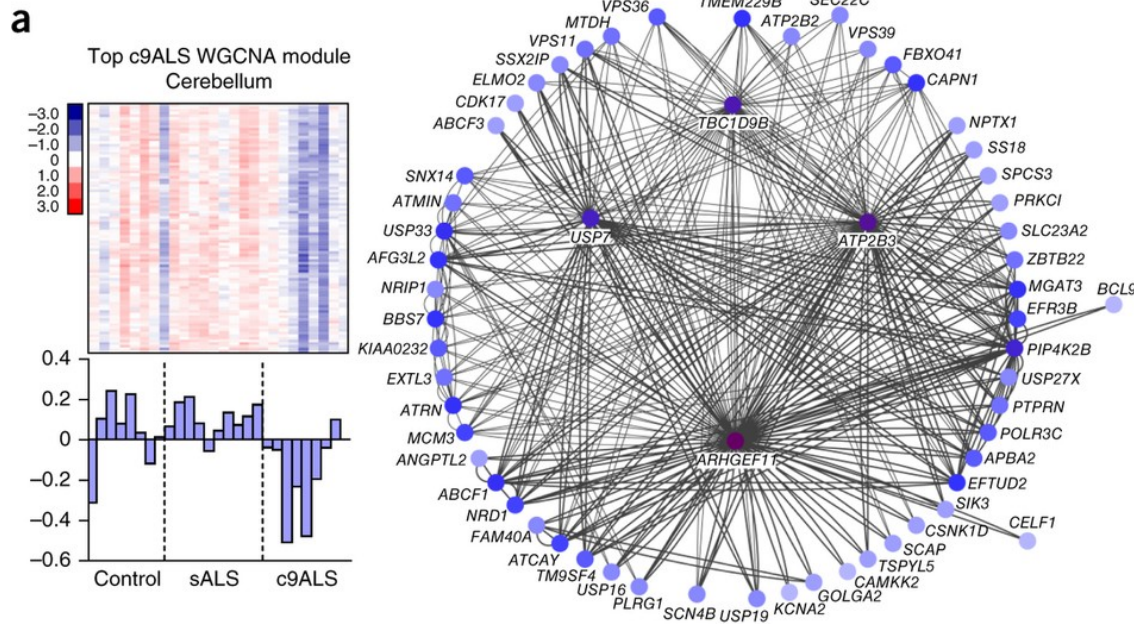 a
Top c9ALS WGCNA module
Cerebellum
–3.0
–2.0
–1.0
0
1.0
2.0
3.0
0.4
0.2
0
–0.2
–0.4
–0.6
Control
sALS
c9ALS
VPS36
TMEM229B
SEC22C
MTDH
ATP2B2
VPS11
VPS39
SSX2IP
FBXO41
ELMO2
CAPN1
CDK17
TBC1D9B
ABCF3
NPTX1
SS18
SNX14
SPCS3
ATMIN
PRKCI
USP33
USP7
ATP2B3
SLC23A2
AFG3L2
ZBTB22
NRIP1
MGAT3
BCL9
BBS7
EFR3B
KIAA0232
PIP4K2B
EXTL3
USP27X
ATRN
PTPRN
MCM3
POLR3C
ANGPTL2
ARHGEF11
APBA2
ABCF1
EFTUD2
NRD1
SIK3
FAM40A
CSNK1D
CELF1
ATCAY
SCAP
TM9SF4
TSPYL5
USP16
CAMKK2
PLRG1
GOLGA2
SCN4B
USP19
KCNA2